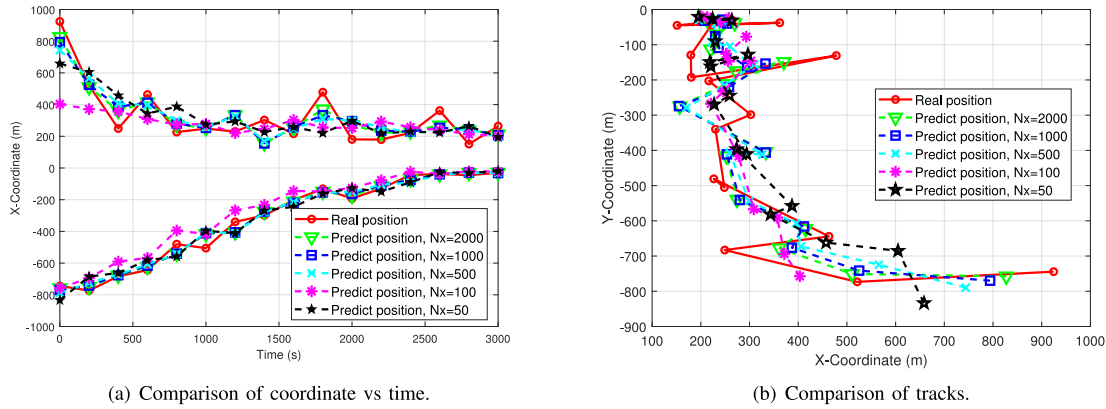 1000
800
600
400
200
0
-200
-400
-600
-800
1000
X-Coordinate (m)
Real position
Predict position, Nx=2000
Predict position, Nx=1000
Predict position, Nx=500
Predict position, Nx=100
Predict position, Nx=50
0 500 1000 1500 2000 2500 3000
Time (s)
(a) Comparison of coordinate vs time.
0
-100
-200
-300
-400
-500
-600
-700
-800
-900
Y-Coordinate (m)
Real position
Predict position, Nx=2000
Predict position, Nx=1000
Predict position, Nx=500
Predict position, Nx=100
Predict position, Nx=50
100 200 300 400 500 600 700 800 900 1000
X-Coordinate (m)
(b) Comparison of tracks.